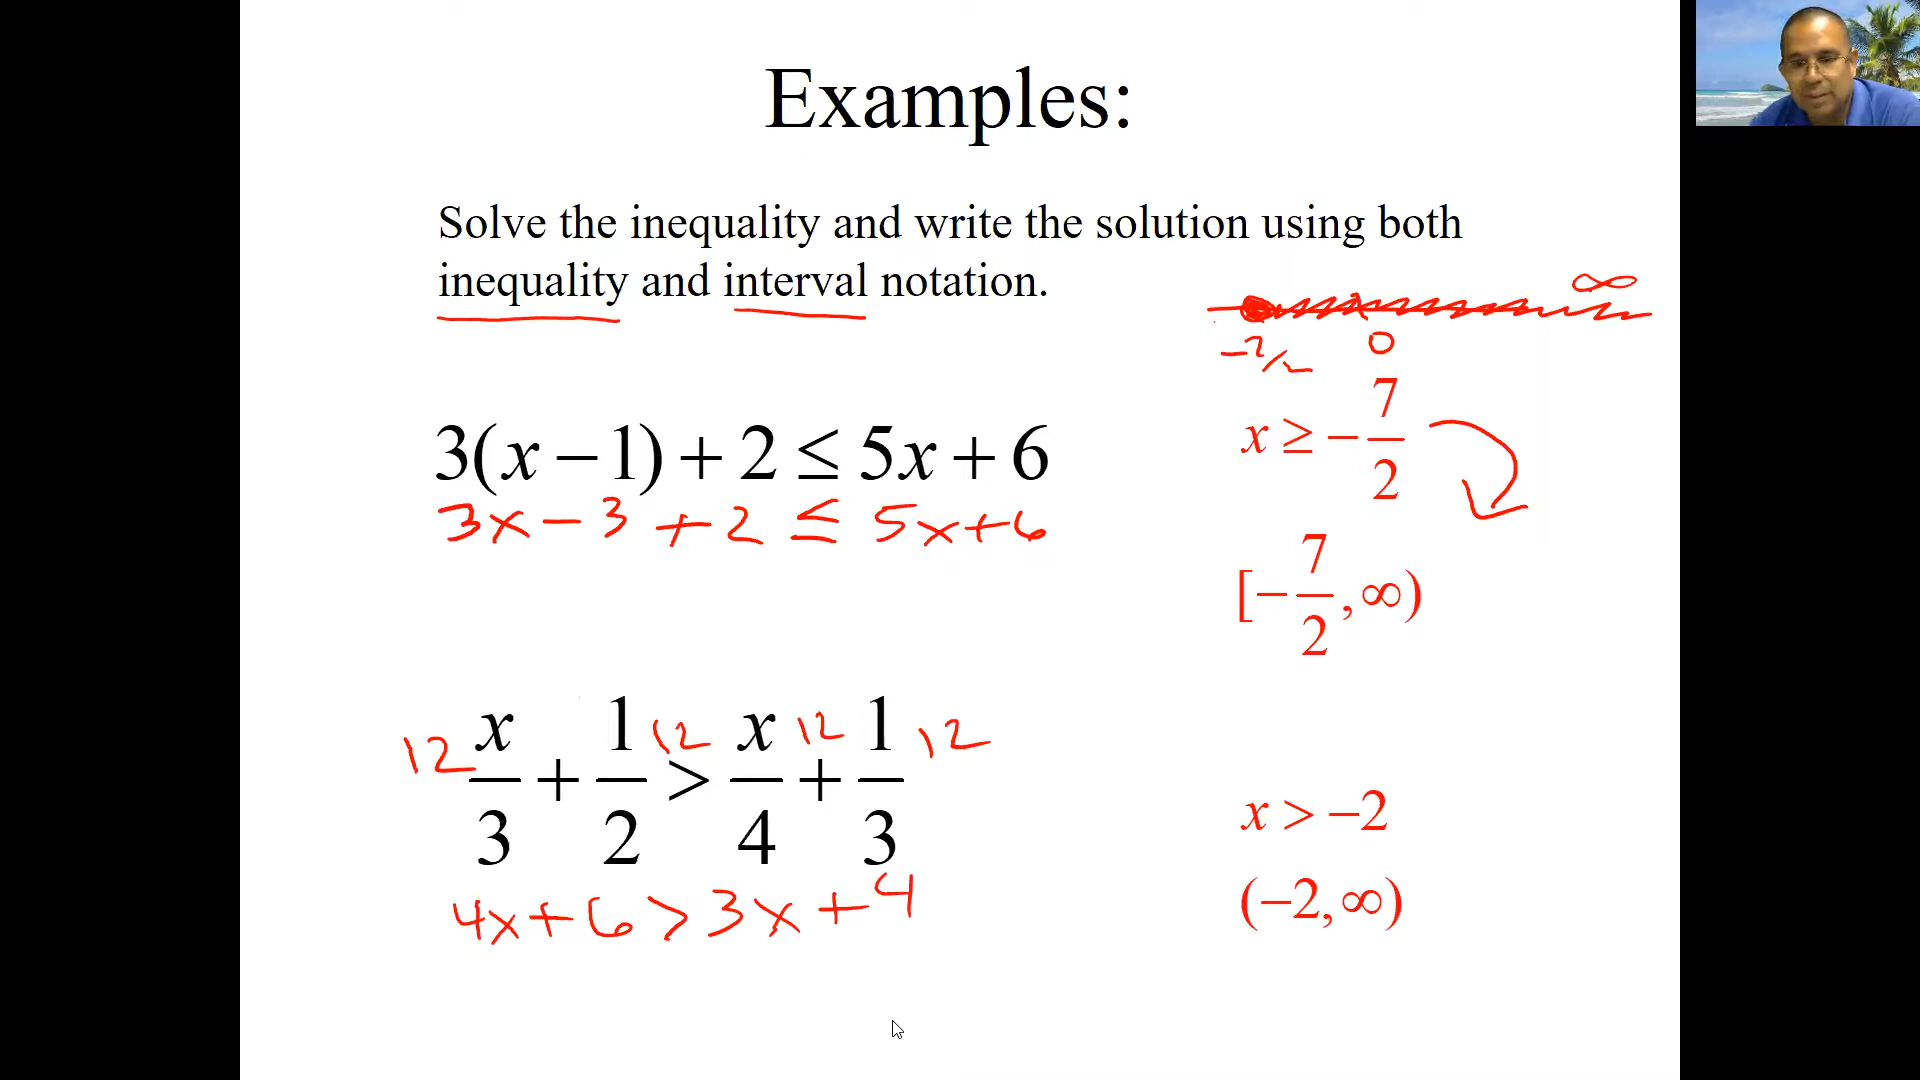 Examples:
Solve the inequality and write the solution using both
inequality and interval notation.
∞
-7/2 0
3(x − 1) + 2 ≤ 5x + 6
3x − 3 + 2 ≤ 5x + 6
x ≥ −7/2
[−7/2, ∞)
12 x/3 + 1/2 12 > x/4 12 + 1/3 12
4x + 6 > 3x + 4
x > −2
(−2, ∞)